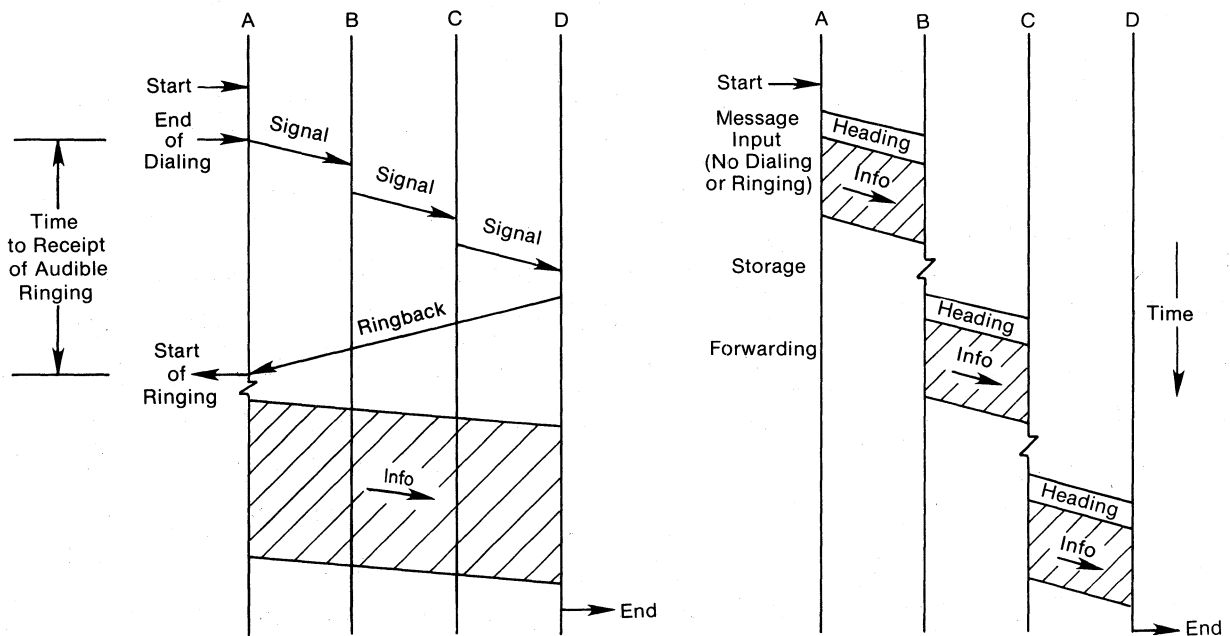 A B C D
Start
End
of
Dialing
Signal
Signal
Signal
Time
to Receipt
of Audible
Ringing
Ringback
Start
of
Ringing
Info
End
A B C D
Start
Message
Input
(No Dialing
or Ringing)
Heading
Info
Storage
Heading
Time
Forwarding
Info
Heading
Info
End